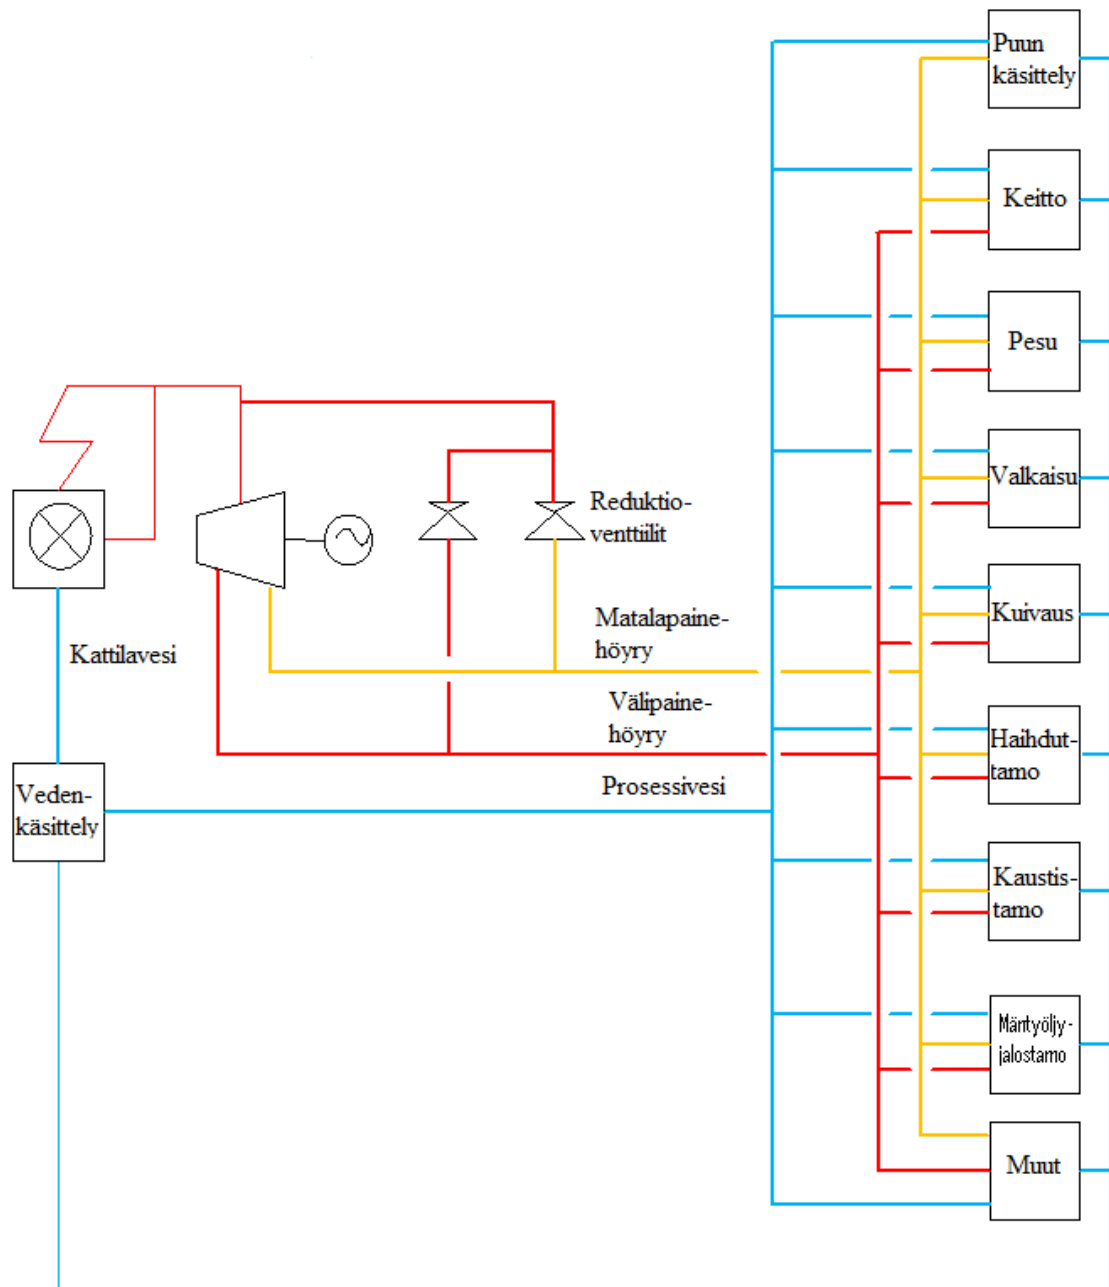 Puun
käsittely
Keitto
Pesu
Valkaisu
Reduktio-
venttiilit
Kuivaus
Matalapaine-
höyry
Kattilavesi
Välipaine-
höyry
Haihdut-
tamo
Prosessivesi
Veden-
käsittely
Kaustis-
tamo
Mäntyöljy-
jalostamo
Muut